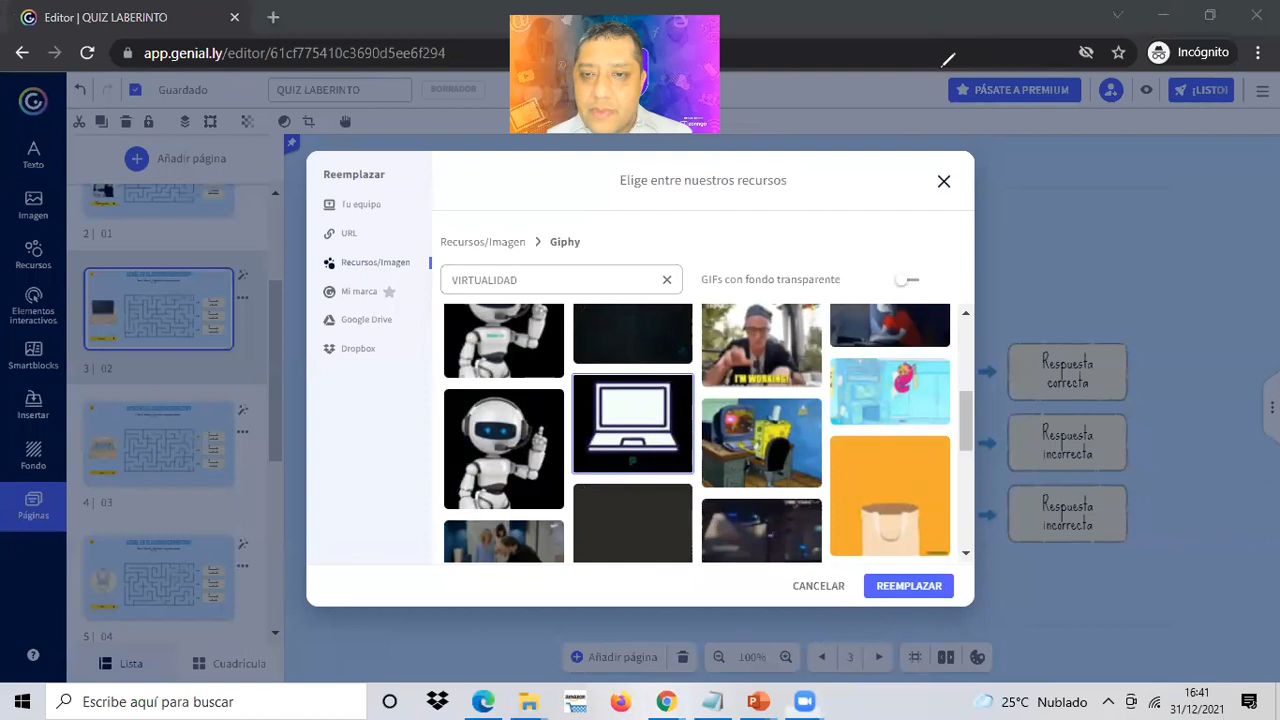 Editor | QUIZ LABERINTO | Genially
app.genial.ly/editor/61cf775410c3690d5ee6f294
Incógnito
Guardado
QUIZ LABERINTO
BORRADOR
PÁSATE A PREMIUM
¡LISTO!
Texto
Imagen
Recursos
Elementos
interactivos
Smartblocks
Insertar
Fondo
Páginas
Añadir página
2 | 01
3 | 02
4 | 03
5 | 04
Lista
Cuadrícula
Reemplazar
Tu equipo
URL
Recursos/Imagen
Mi marca
Google Drive
Dropbox
Elige entre nuestros recursos
Recursos/Imagen > Giphy
VIRTUALIDAD
GIFs con fondo transparente
I'M WORKING!
CANCELAR
REEMPLAZAR
Respuesta
correcta
Respuesta
incorrecta
Respuesta
incorrecta
Añadir página
100%
3
Escribe aquí para buscar
25°C Nublado
16:41
31/12/2021